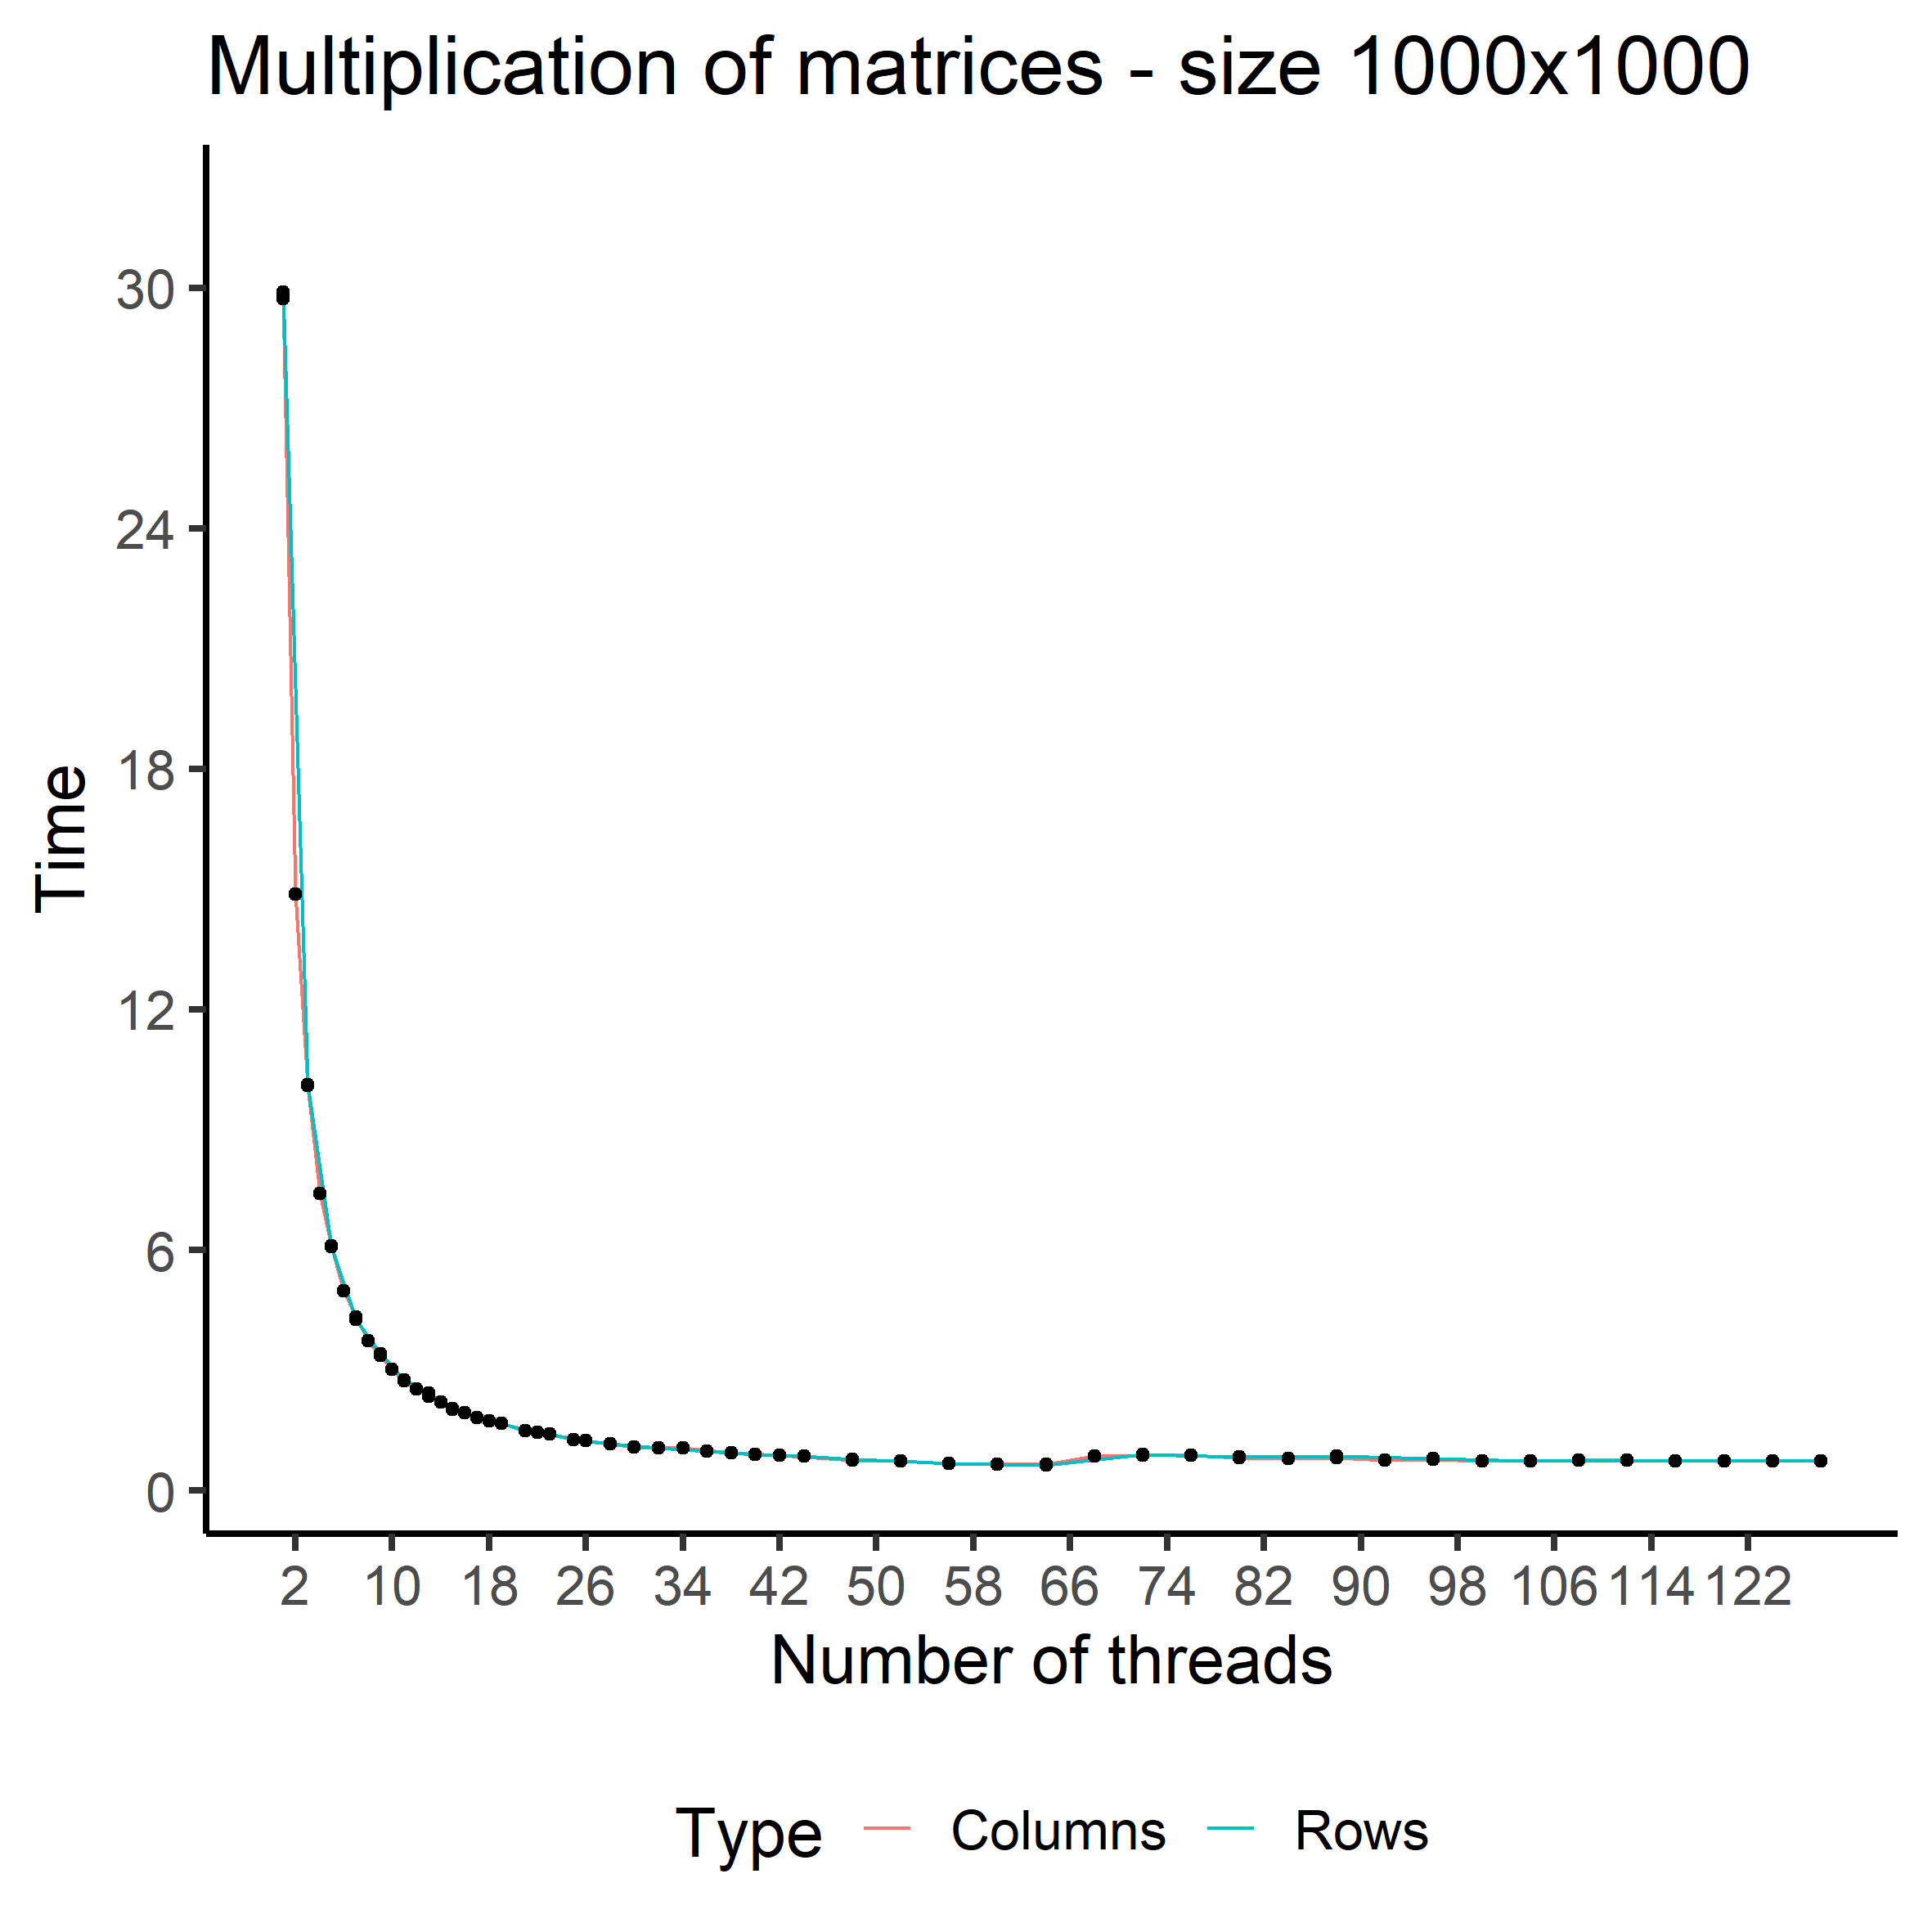 Multiplication of matrices - size 1000x1000
30
24
18
12
6
0
Time
2 10 18 26 34 42 50 58 66 74 82 90 98 106 114 122
Number of threads
Type Columns Rows